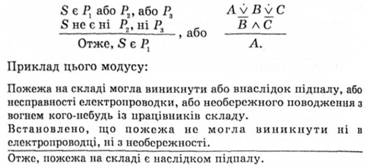 S є P₁ або P₂, або P₃
S не є ні P₂, ні P₃
Отже, S є P₁
, або
A ∨̇ B ∨̇ C
B̅ ∧ C̅
A.
Приклад цього модусу:
Пожежа на складі могла виникнути або внаслідок підпалу, або
несправності електропроводки, або необережного поводження з
вогнем кого-небудь із працівників складу.
Встановлено, що пожежа не могла виникнути ні в
електропроводці, ні з необережності.
Отже, пожежа на складі є наслідком підпалу.